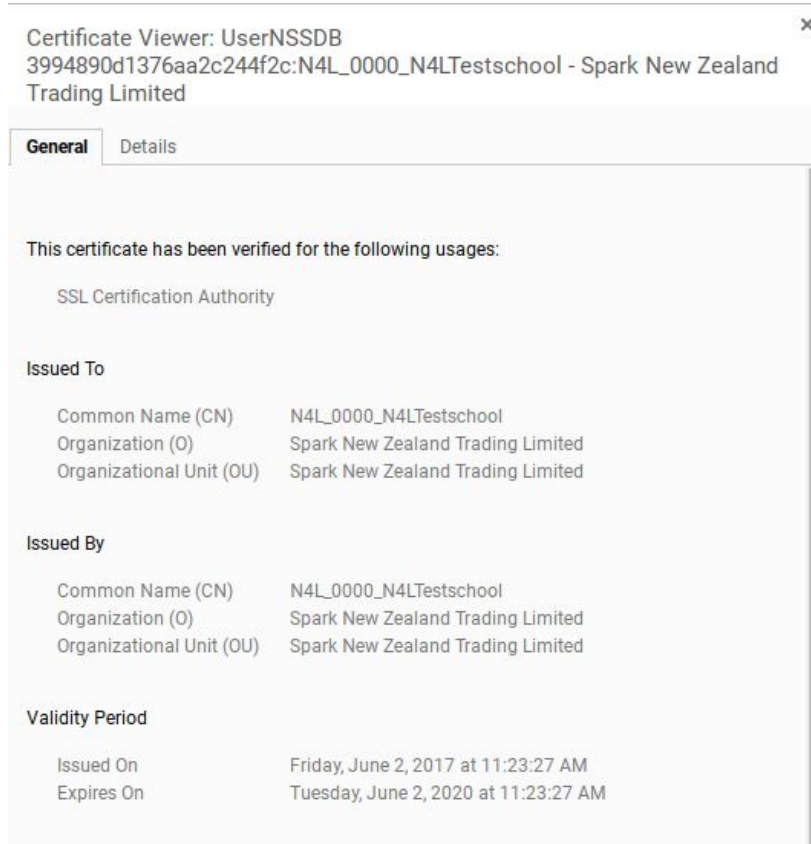 Certificate Viewer: UserNSSDB
3994890d1376aa2c244f2c:N4L_0000_N4LTestschool - Spark New Zealand
Trading Limited
General Details
This certificate has been verified for the following usages:
SSL Certification Authority
Issued To
Common Name (CN) N4L_0000_N4LTestschool
Organization (O) Spark New Zealand Trading Limited
Organizational Unit (OU) Spark New Zealand Trading Limited
Issued By
Common Name (CN) N4L_0000_N4LTestschool
Organization (O) Spark New Zealand Trading Limited
Organizational Unit (OU) Spark New Zealand Trading Limited
Validity Period
Issued On Friday, June 2, 2017 at 11:23:27 AM
Expires On Tuesday, June 2, 2020 at 11:23:27 AM